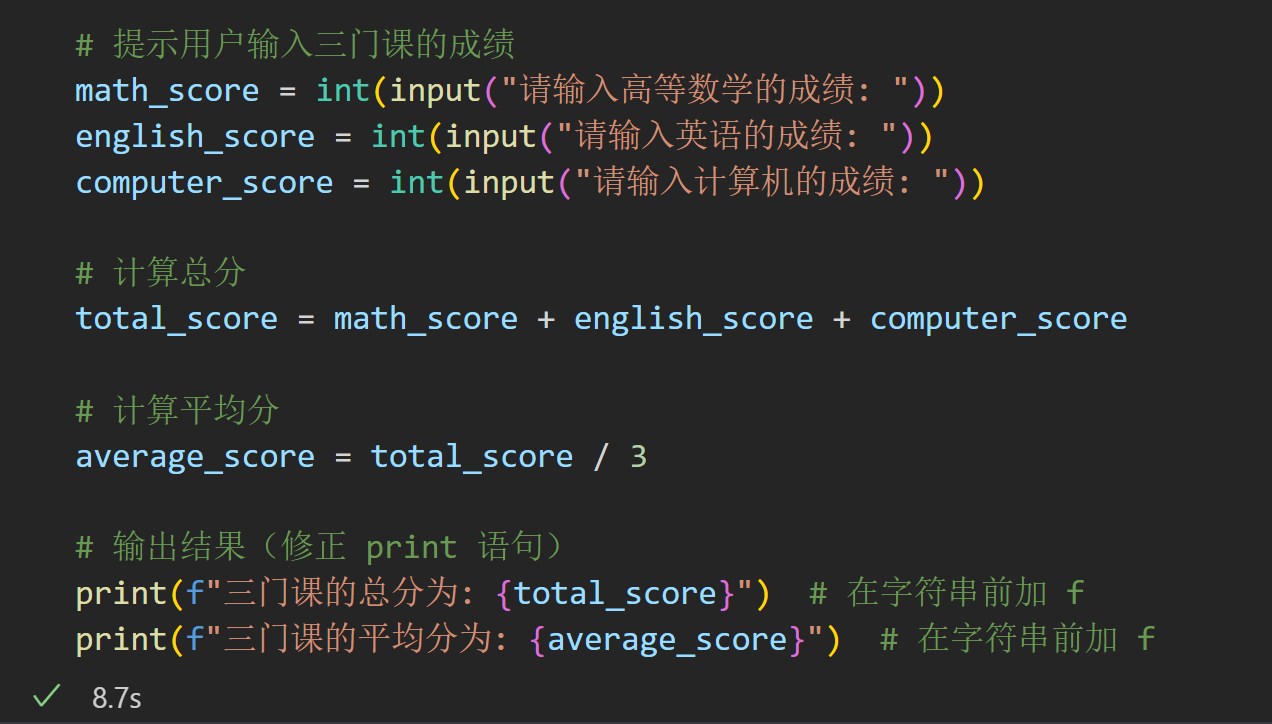 # 提示用户输入三门课的成绩
math_score = int(input("请输入高等数学的成绩: "))
english_score = int(input("请输入英语的成绩: "))
computer_score = int(input("请输入计算机的成绩: "))
# 计算总分
total_score = math_score + english_score + computer_score
# 计算平均分
average_score = total_score / 3
# 输出结果（修正 print 语句）
print(f"三门课的总分为: {total_score}")  # 在字符串前加 f
print(f"三门课的平均分为: {average_score}")  # 在字符串前加 f
8.7s